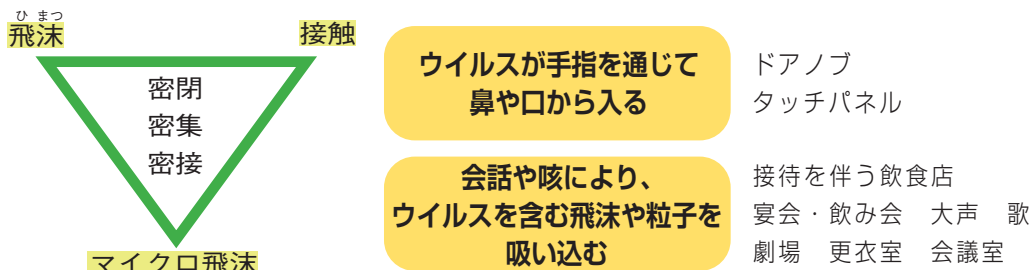 ひまつ
飛沫
接触
密閉
密集
密接
マイクロ飛沫
ウイルスが手指を通じて
鼻や口から入る
ドアノブ
タッチパネル
会話や咳により、
ウイルスを含む飛沫や粒子を
吸い込む
接待を伴う飲食店
宴会・飲み会　大声　歌
劇場　更衣室　会議室